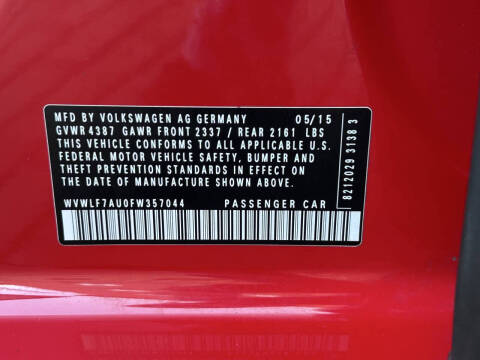 MFD BY VOLKSWAGEN AG GERMANY 05/15
GVWR 4387 GAWR FRONT 2337 / REAR 2161 LBS
THIS VEHICLE CONFORMS TO ALL APPLICABLE U.S.
FEDERAL MOTOR VEHICLE SAFETY, BUMPER AND
THEFT PREVENTION STANDARDS IN EFFECT ON
THE DATE OF MANUFACTURE SHOWN ABOVE.
WVWLF7AU0FW357044 PASSENGER CAR
8212029 3138 3